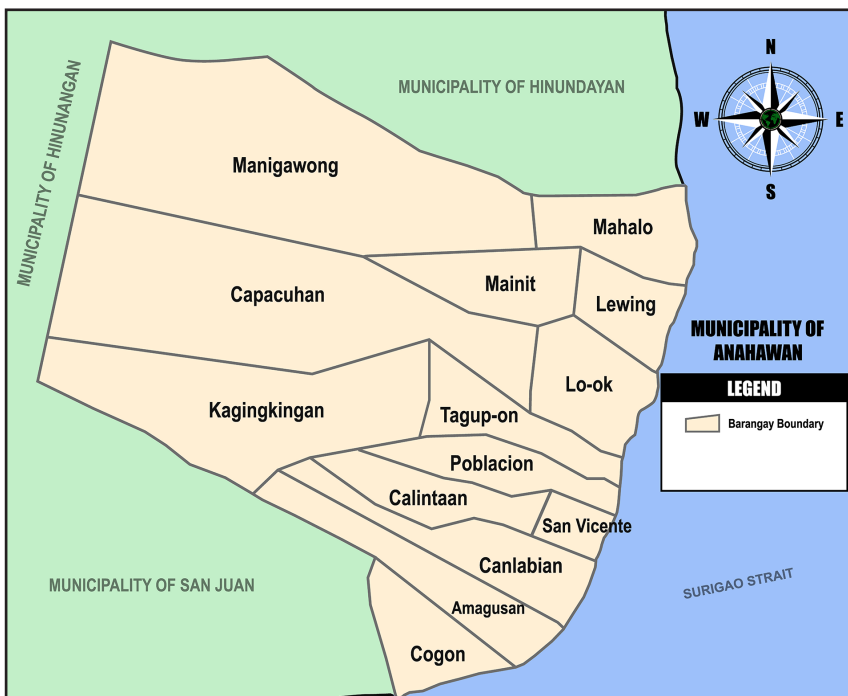 MUNICIPALITY OF HINUNANGAN
MUNICIPALITY OF HINUNDAYAN
N
W
E
S
Manigawong
Mahalo
Mainit
Capacuhan
Lewing
MUNICIPALITY OF
ANAHAWAN
LEGEND
Barangay Boundary
Lo-ok
Kagingkingan
Tagup-on
Poblacion
Calintaan
San Vicente
Canlabian
MUNICIPALITY OF SAN JUAN
SURIGAO STRAIT
Amagusan
Cogon